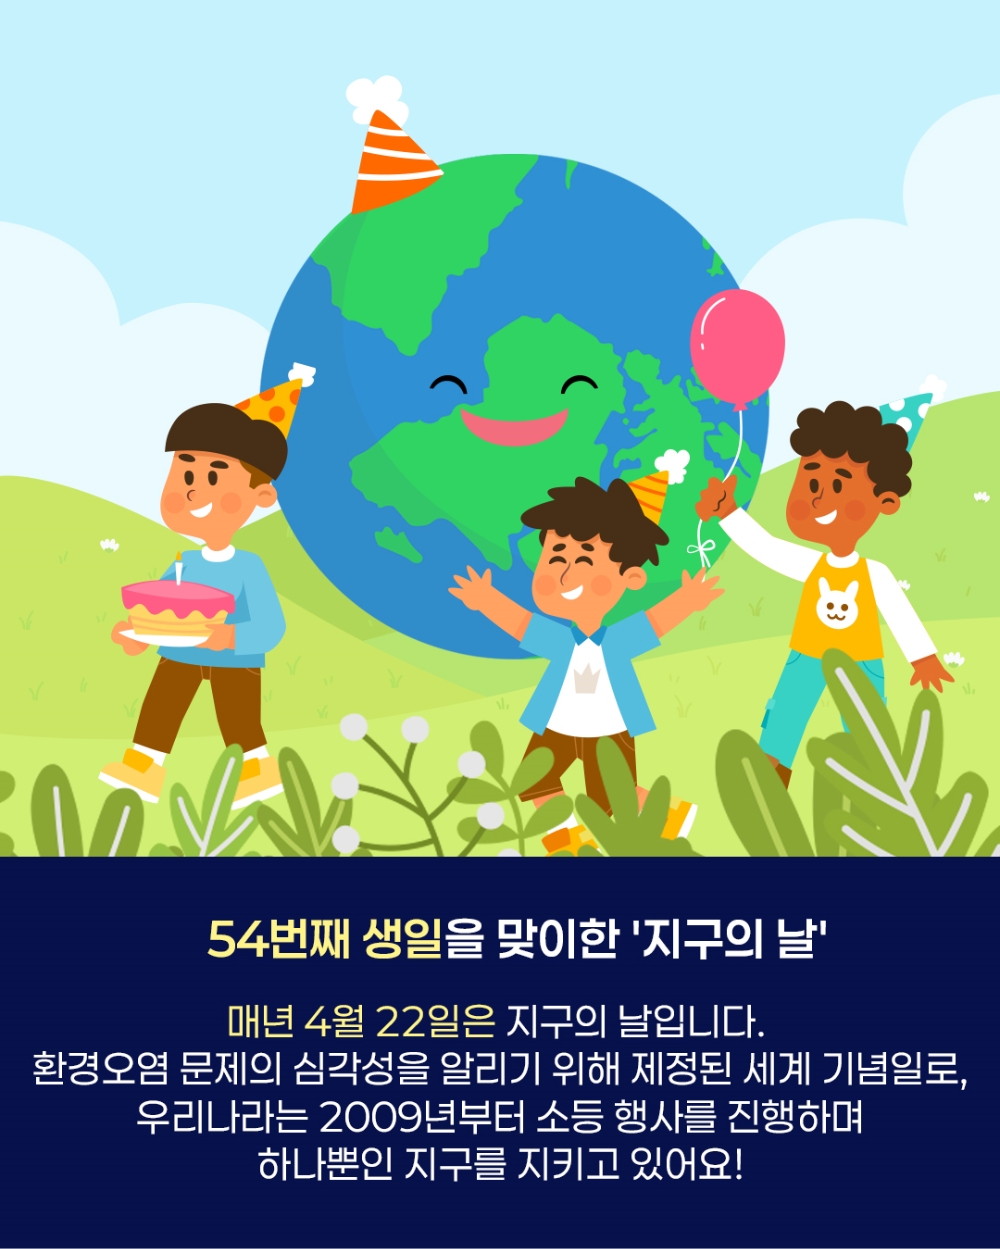 54번째 생일을 맞이한 '지구의 날'
매년 4월 22일은 지구의 날입니다.
환경오염 문제의 심각성을 알리기 위해 제정된 세계 기념일로,
우리나라는 2009년부터 소등 행사를 진행하며
하나뿐인 지구를 지키고 있어요!